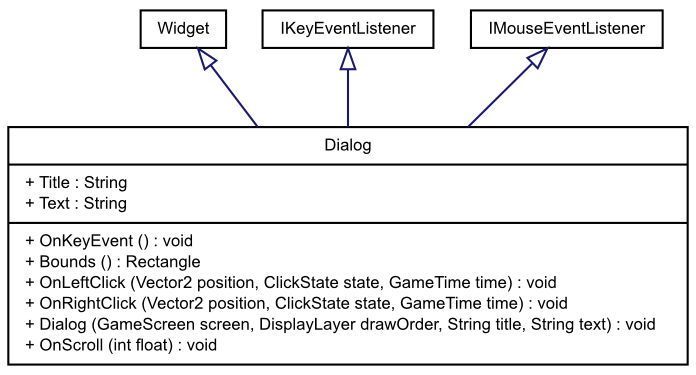 Widget
IKeyEventListener
IMouseEventListener
Dialog
+ Title : String
+ Text : String
+ OnKeyEvent () : void
+ Bounds () : Rectangle
+ OnLeftClick (Vector2 position, ClickState state, GameTime time) : void
+ OnRightClick (Vector2 position, ClickState state, GameTime time) : void
+ Dialog (GameScreen screen, DisplayLayer drawOrder, String title, String text) : void
+ OnScroll (int float) : void